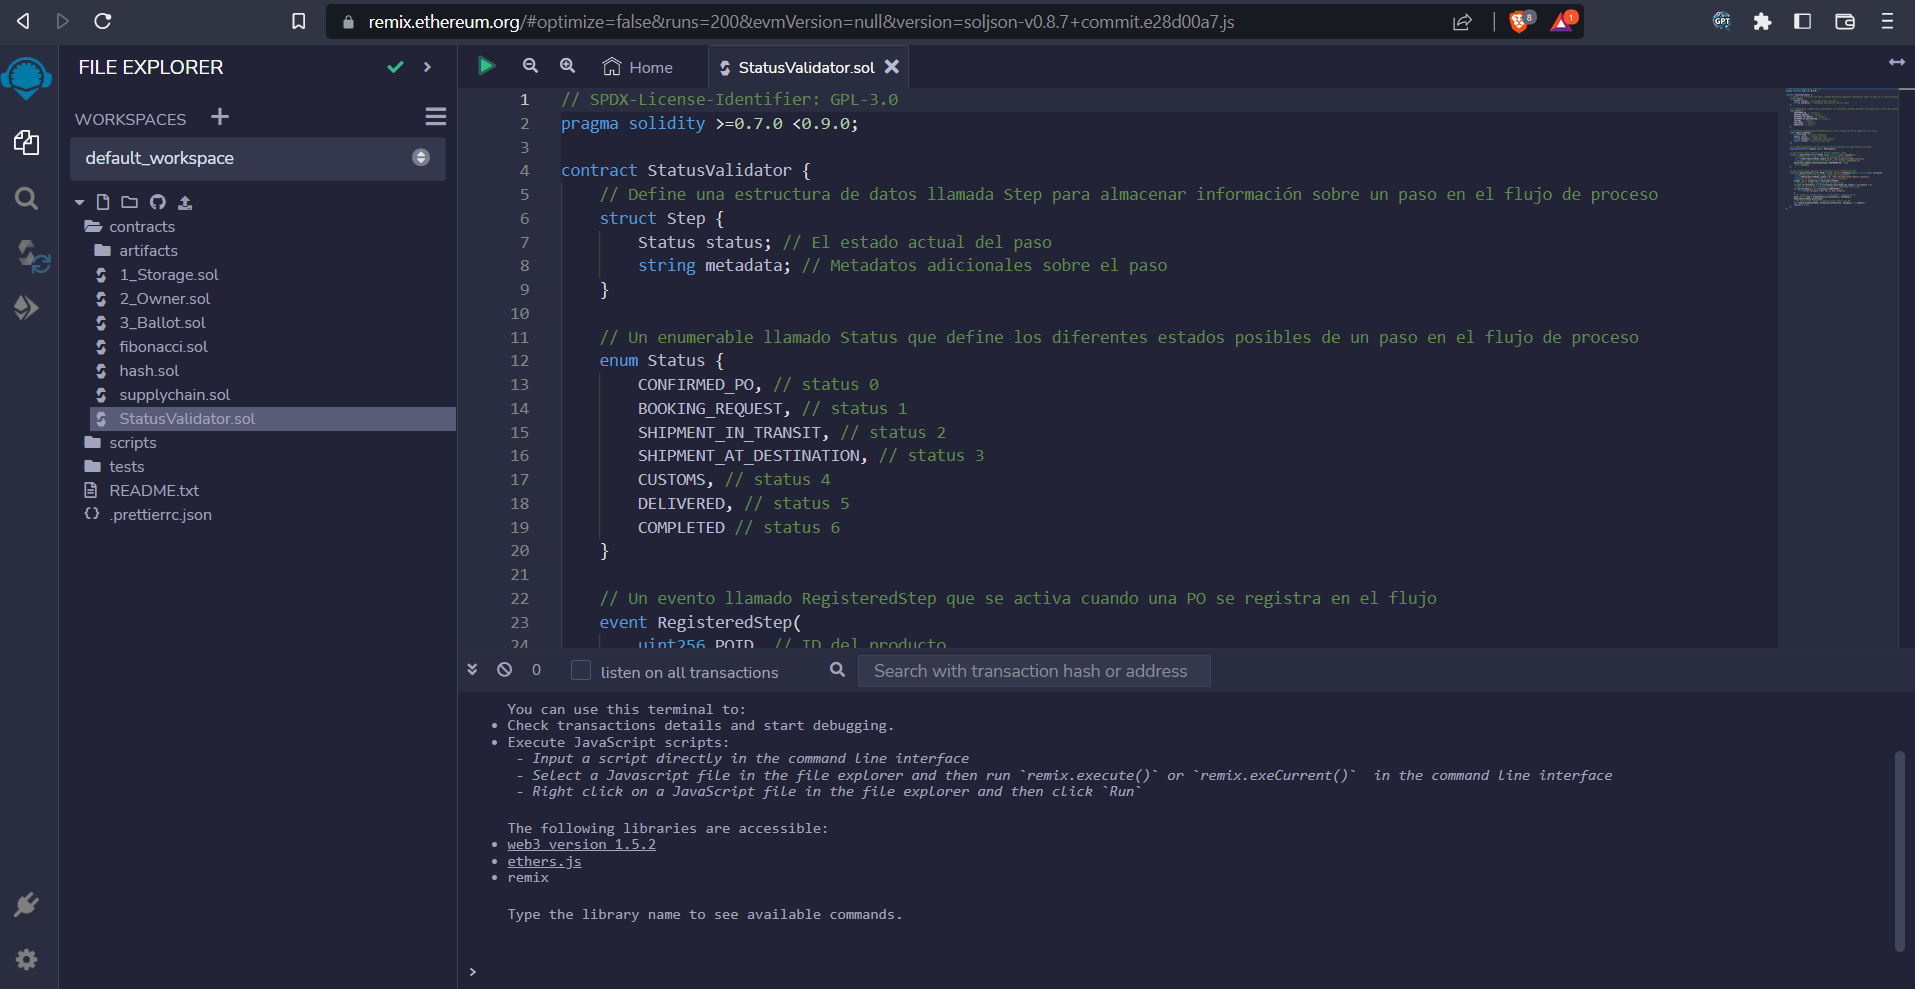 remix.ethereum.org/#optimize=false&runs=200&evmVersion=null&version=soljson-v0.8.7+commit.e28d00a7.js
8
1
GPT
FILE EXPLORER
WORKSPACES
default_workspace
contracts
artifacts
1_Storage.sol
2_Owner.sol
3_Ballot.sol
fibonacci.sol
hash.sol
supplychain.sol
StatusValidator.sol
scripts
tests
README.txt
.prettierrc.json
Home
StatusValidator.sol
1 // SPDX-License-Identifier: GPL-3.0
2 pragma solidity >=0.7.0 <0.9.0;
3
4 contract StatusValidator {
5 // Define una estructura de datos llamada Step para almacenar información sobre un paso en el flujo de proceso
6 struct Step {
7 Status status; // El estado actual del paso
8 string metadata; // Metadatos adicionales sobre el paso
9 }
10
11 // Un enumerable llamado Status que define los diferentes estados posibles de un paso en el flujo de proceso
12 enum Status {
13 CONFIRMED_PO, // status 0
14 BOOKING_REQUEST, // status 1
15 SHIPMENT_IN_TRANSIT, // status 2
16 SHIPMENT_AT_DESTINATION, // status 3
17 CUSTOMS, // status 4
18 DELIVERED, // status 5
19 COMPLETED // status 6
20 }
21
22 // Un evento llamado RegisteredStep que se activa cuando una PO se registra en el flujo
23 event RegisteredStep(
24 uint256 POID, // ID del producto
0
listen on all transactions
Search with transaction hash or address
You can use this terminal to:
• Check transactions details and start debugging.
• Execute JavaScript scripts:
- Input a script directly in the command line interface
- Select a Javascript file in the file explorer and then run `remix.execute()` or `remix.exeCurrent()` in the command line interface
- Right click on a JavaScript file in the file explorer and then click `Run`
The following libraries are accessible:
• web3 version 1.5.2
• ethers.js
• remix
Type the library name to see available commands.
>